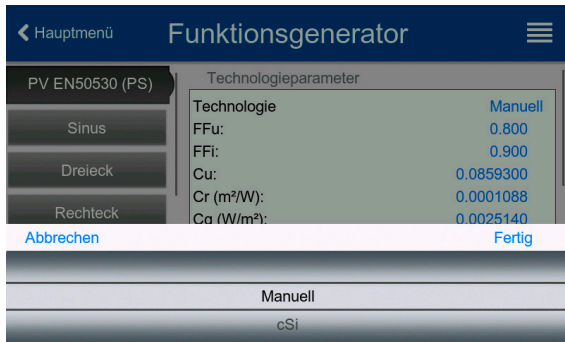 Hauptmenü
Funktionsgenerator
PV EN50530 (PS)
Sinus
Dreieck
Rechteck
Technologieparameter
Technologie Manuell
FFu: 0.800
FFi: 0.900
Cu: 0.0859300
Cr (m²/W): 0.0001088
Cg (W/m²): 0.0025140
Abbrechen
Fertig
Manuell
cSi